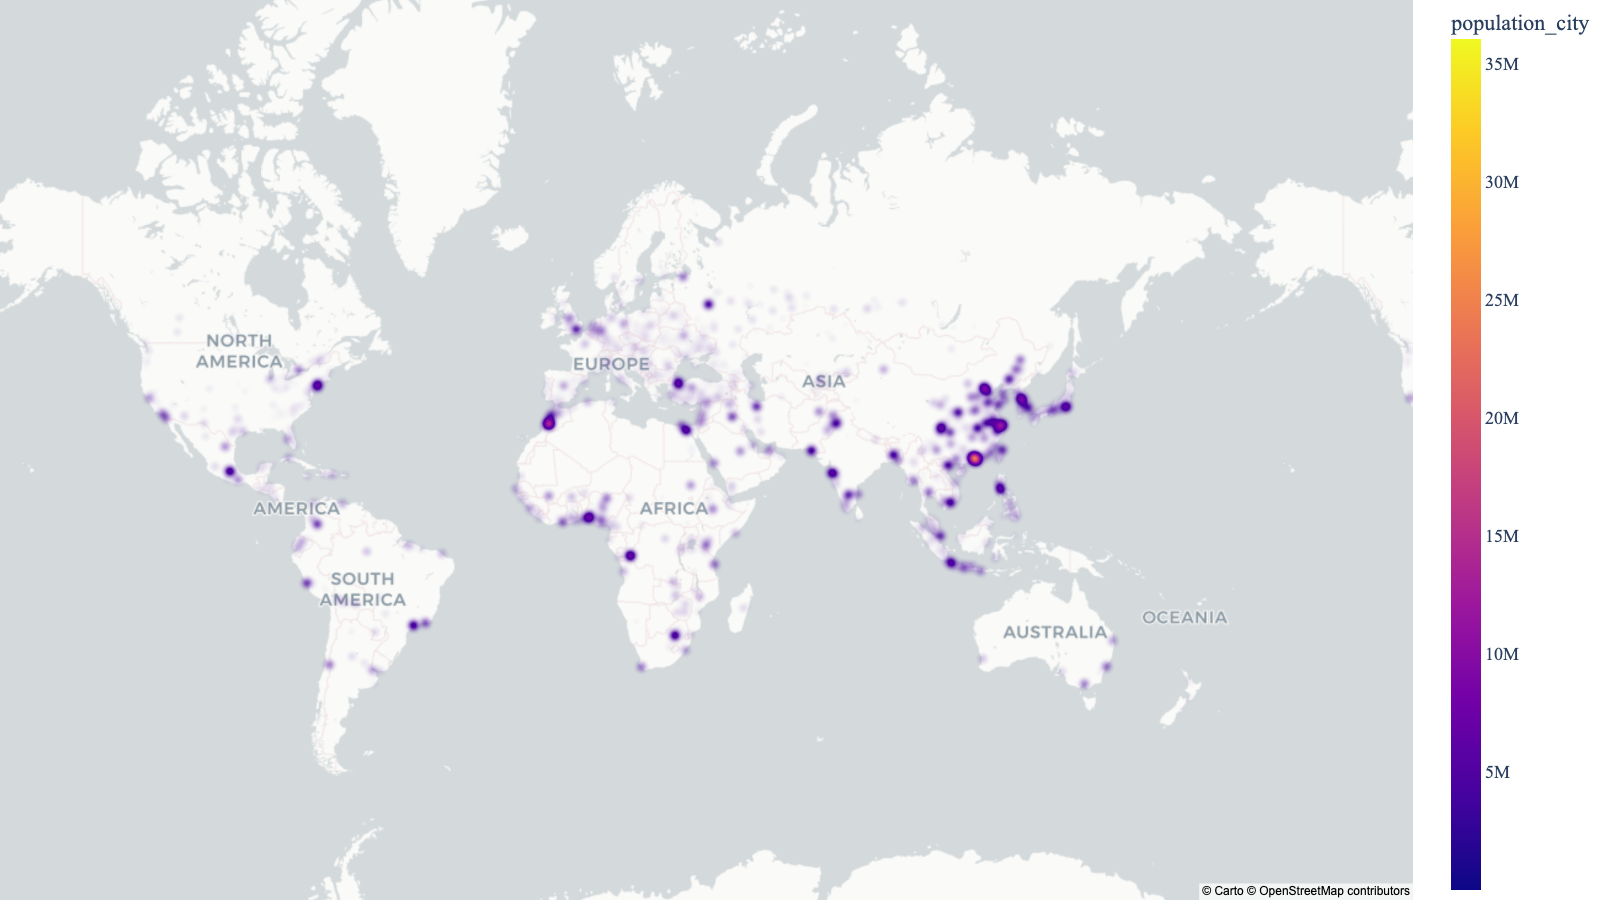 population_city
35M
30M
25M
20M
15M
10M
5M
NORTH
AMERICA
EUROPE
ASIA
AMERICA
AFRICA
SOUTH
AMERICA
OCEANIA
AUSTRALIA
© Carto © OpenStreetMap contributors